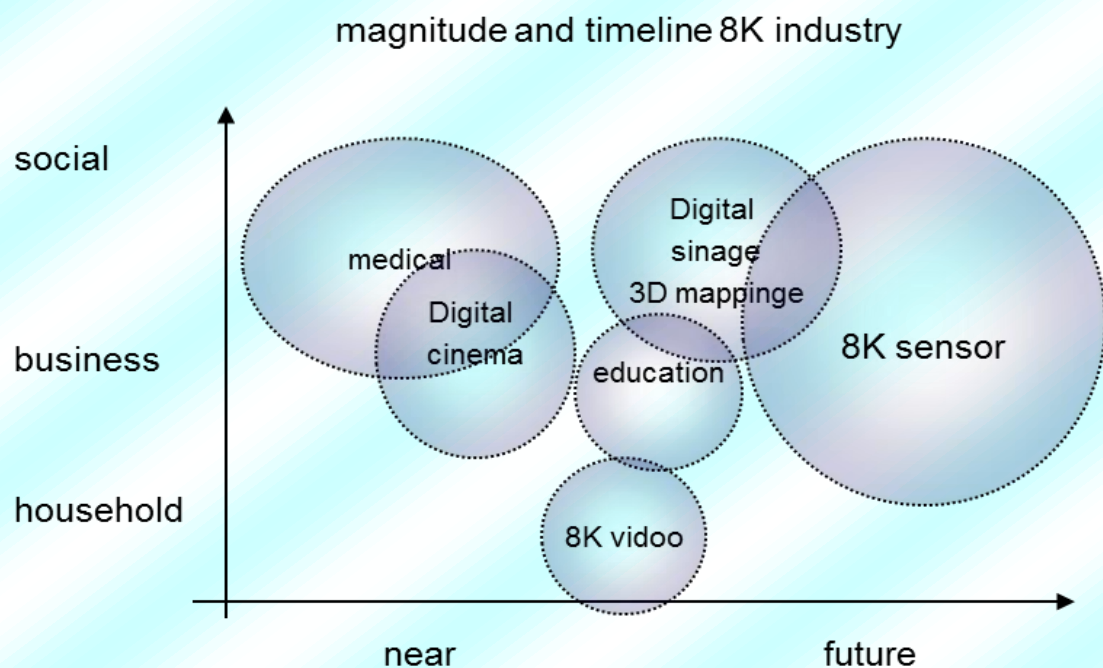 magnitude and timeline 8K industry
social
medical
Digital
sinage
3D mappinge
Digital
cinema
business
education
8K sensor
household
8K vidoo
near
future